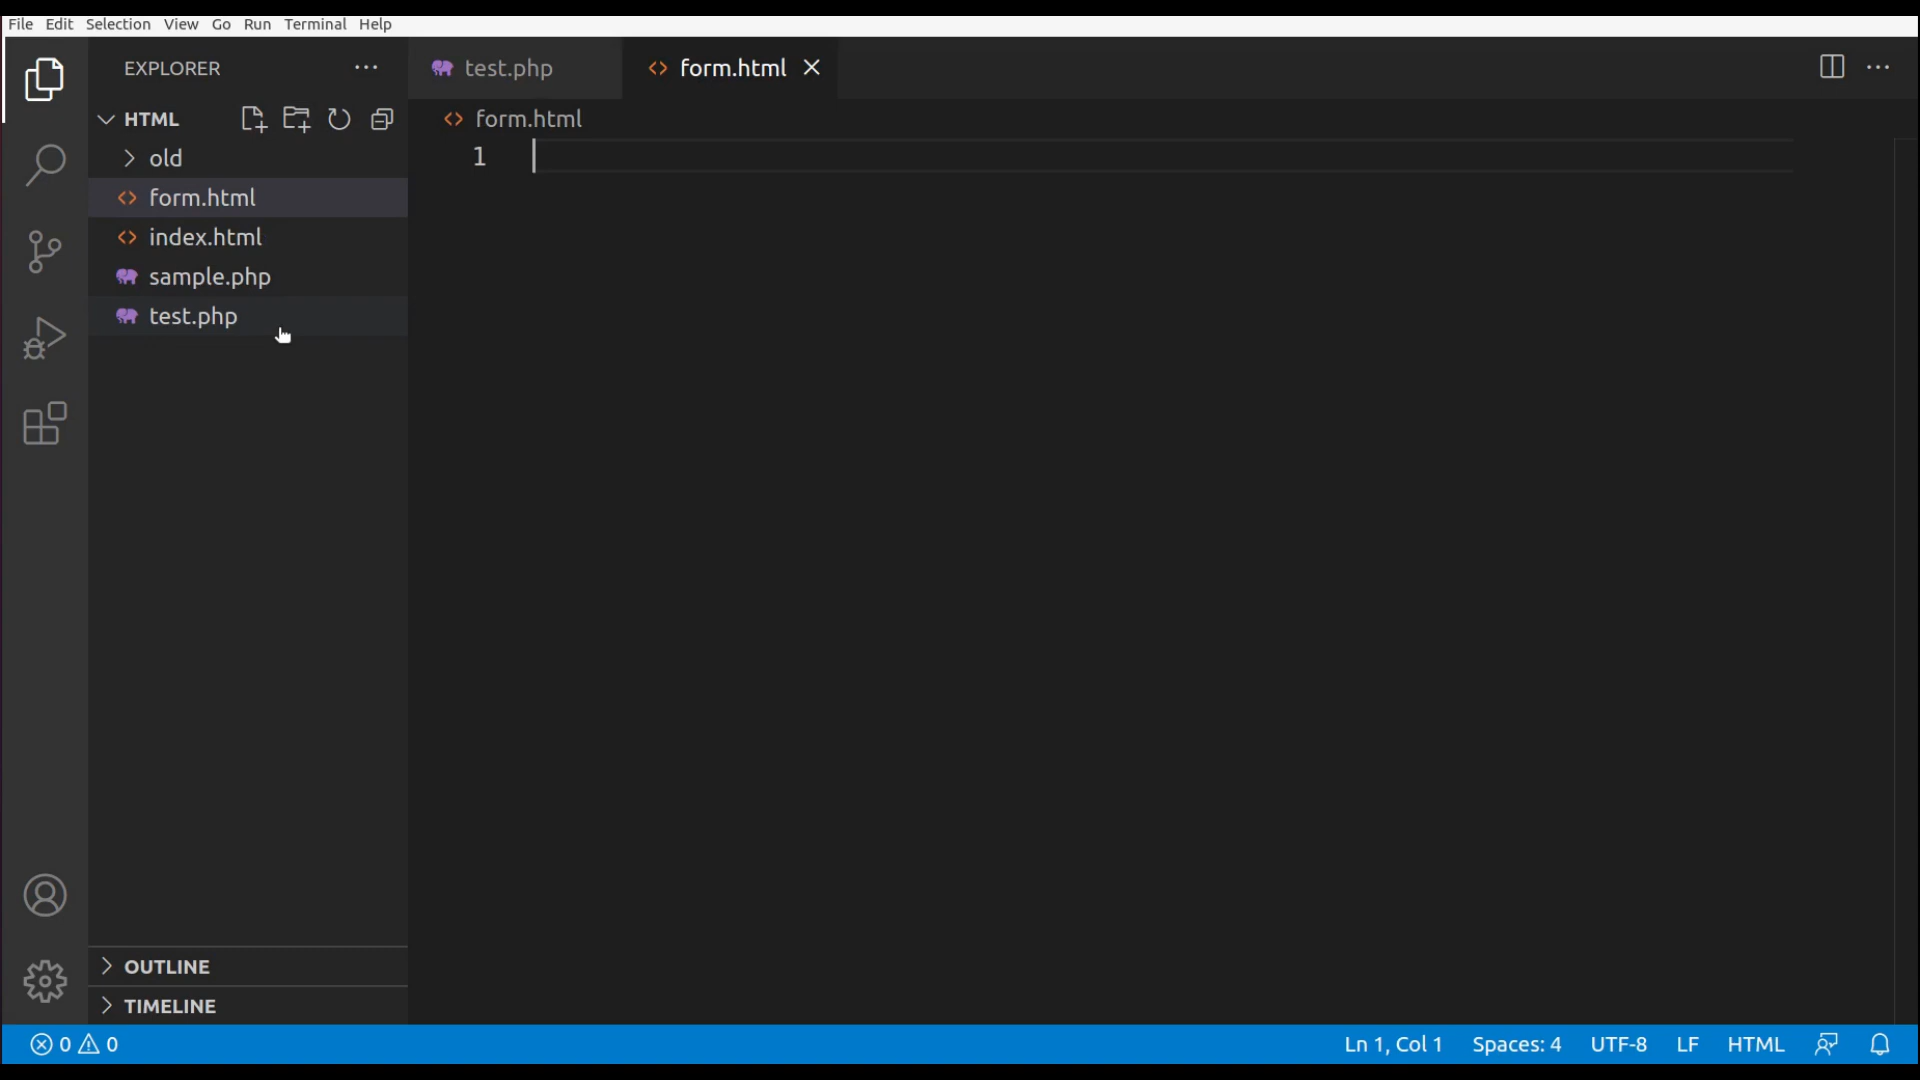 File Edit Selection View Go Run Terminal Help
EXPLORER
test.php
form.html
HTML
form.html
1
old
form.html
index.html
sample.php
test.php
OUTLINE
TIMELINE
0 0 Ln 1, Col 1 Spaces: 4 UTF-8 LF HTML